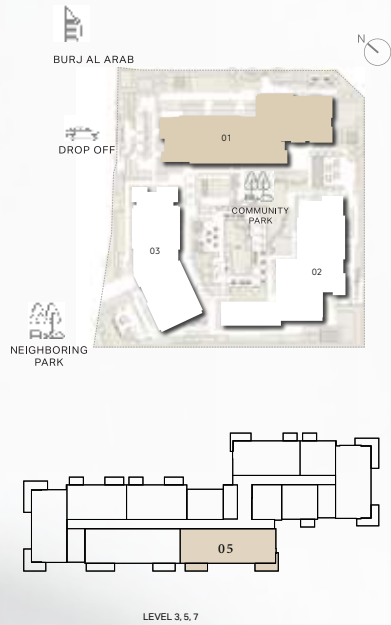 N
BURJ AL ARAB
DROP OFF
01
COMMUNITY
PARK
03
02
NEIGHBORING
PARK
05
LEVEL 3, 5, 7